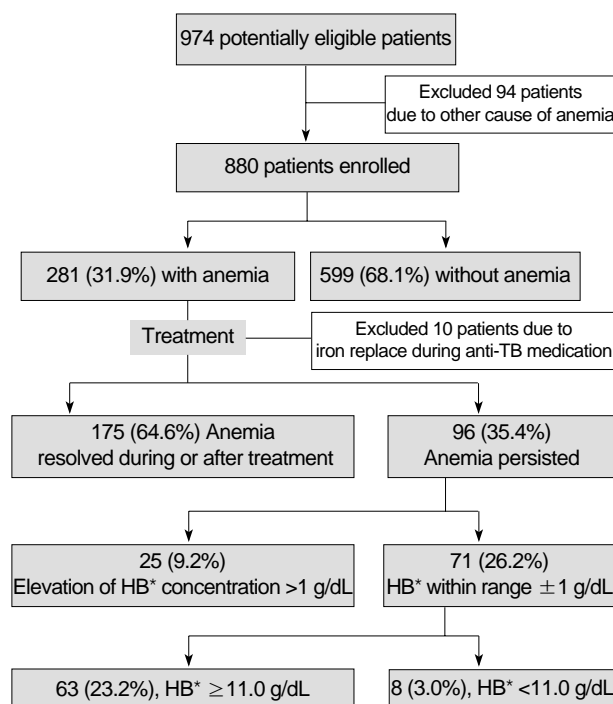 974 potentially eligible patients
Excluded 94 patients
due to other cause of anemia
880 patients enrolled
281 (31.9%) with anemia
599 (68.1%) without anemia
Treatment
Excluded 10 patients due to
iron replace during anti-TB medication
175 (64.6%) Anemia
resolved during or after treatment
96 (35.4%)
Anemia persisted
25 (9.2%)
Elevation of HB* concentration >1 g/dL
71 (26.2%)
HB* within range ±1 g/dL
63 (23.2%), HB* ≥11.0 g/dL
8 (3.0%), HB* <11.0 g/dL